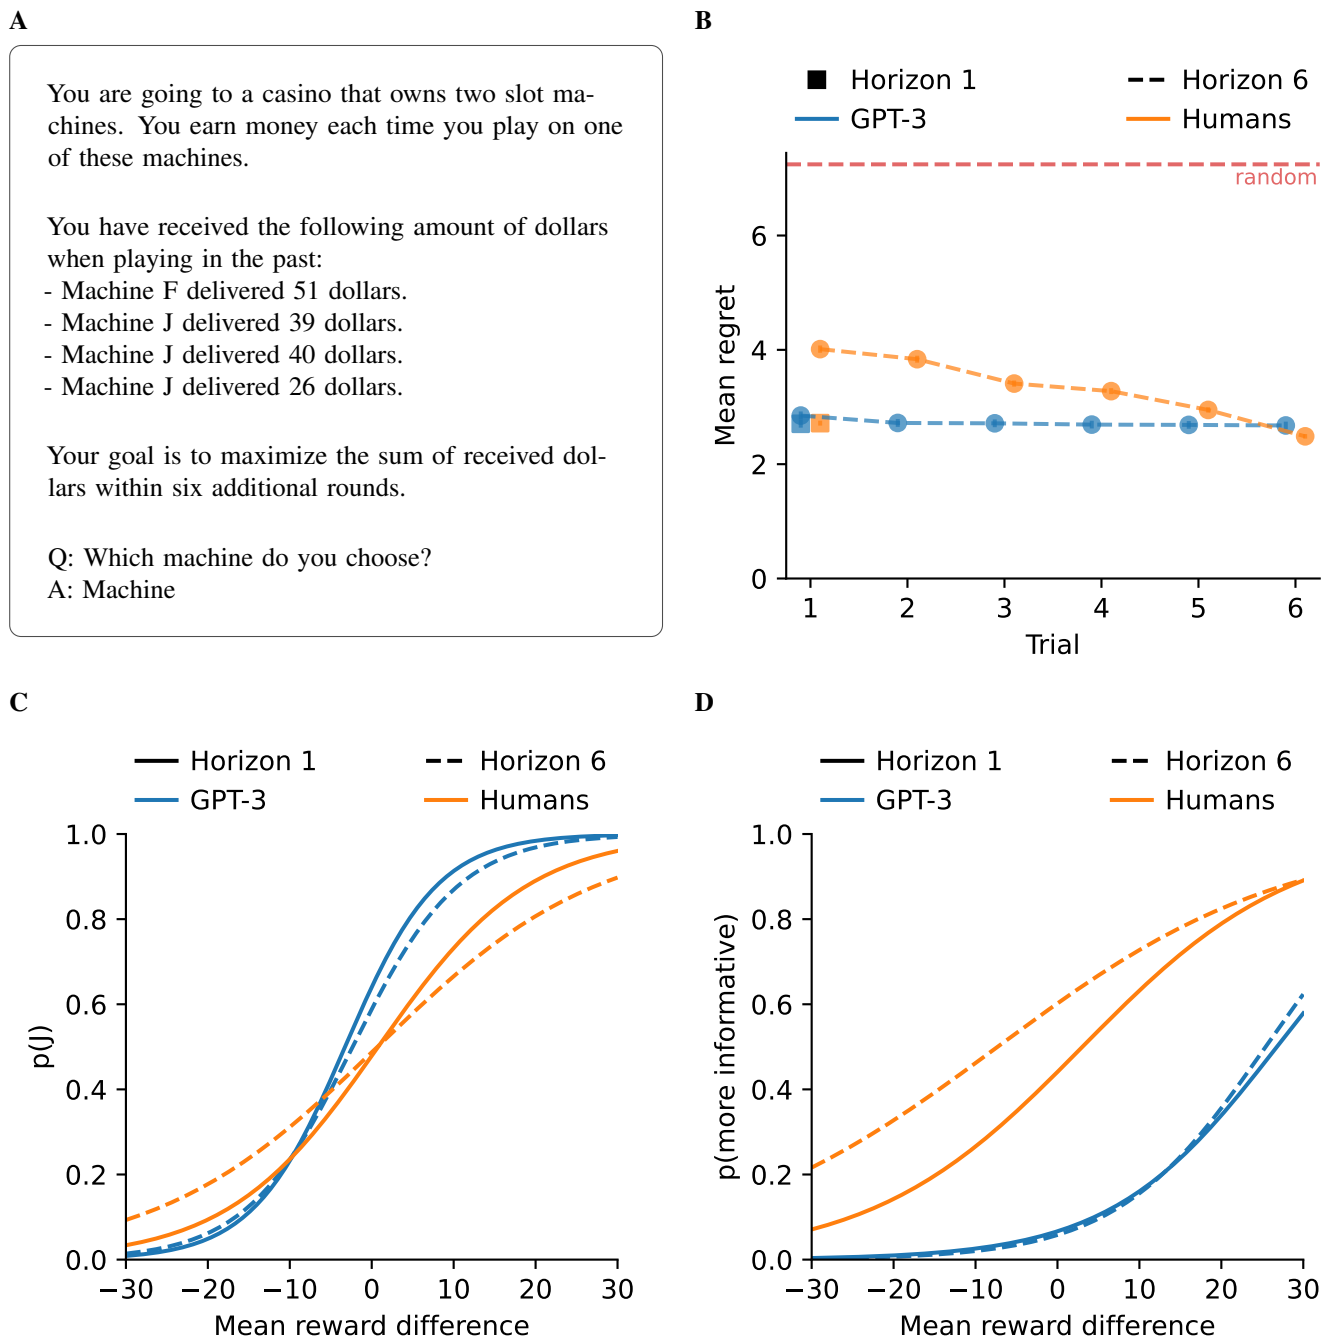 A
You are going to a casino that owns two slot ma-
chines. You earn money each time you play on one
of these machines.
You have received the following amount of dollars
when playing in the past:
- Machine F delivered 51 dollars.
- Machine J delivered 39 dollars.
- Machine J delivered 40 dollars.
- Machine J delivered 26 dollars.
Your goal is to maximize the sum of received dol-
lars within six additional rounds.
Q: Which machine do you choose?
A: Machine
B
Horizon 1 Horizon 6
GPT-3 Humans
random
6
4
2
0
Mean regret
1 2 3 4 5 6
Trial
C
Horizon 1 Horizon 6
GPT-3 Humans
1.0
0.8
0.6
0.4
0.2
0.0
p(J)
−30 −20 −10 0 10 20 30
Mean reward difference
D
Horizon 1 Horizon 6
GPT-3 Humans
1.0
0.8
0.6
0.4
0.2
0.0
p(more informative)
−30 −20 −10 0 10 20 30
Mean reward difference